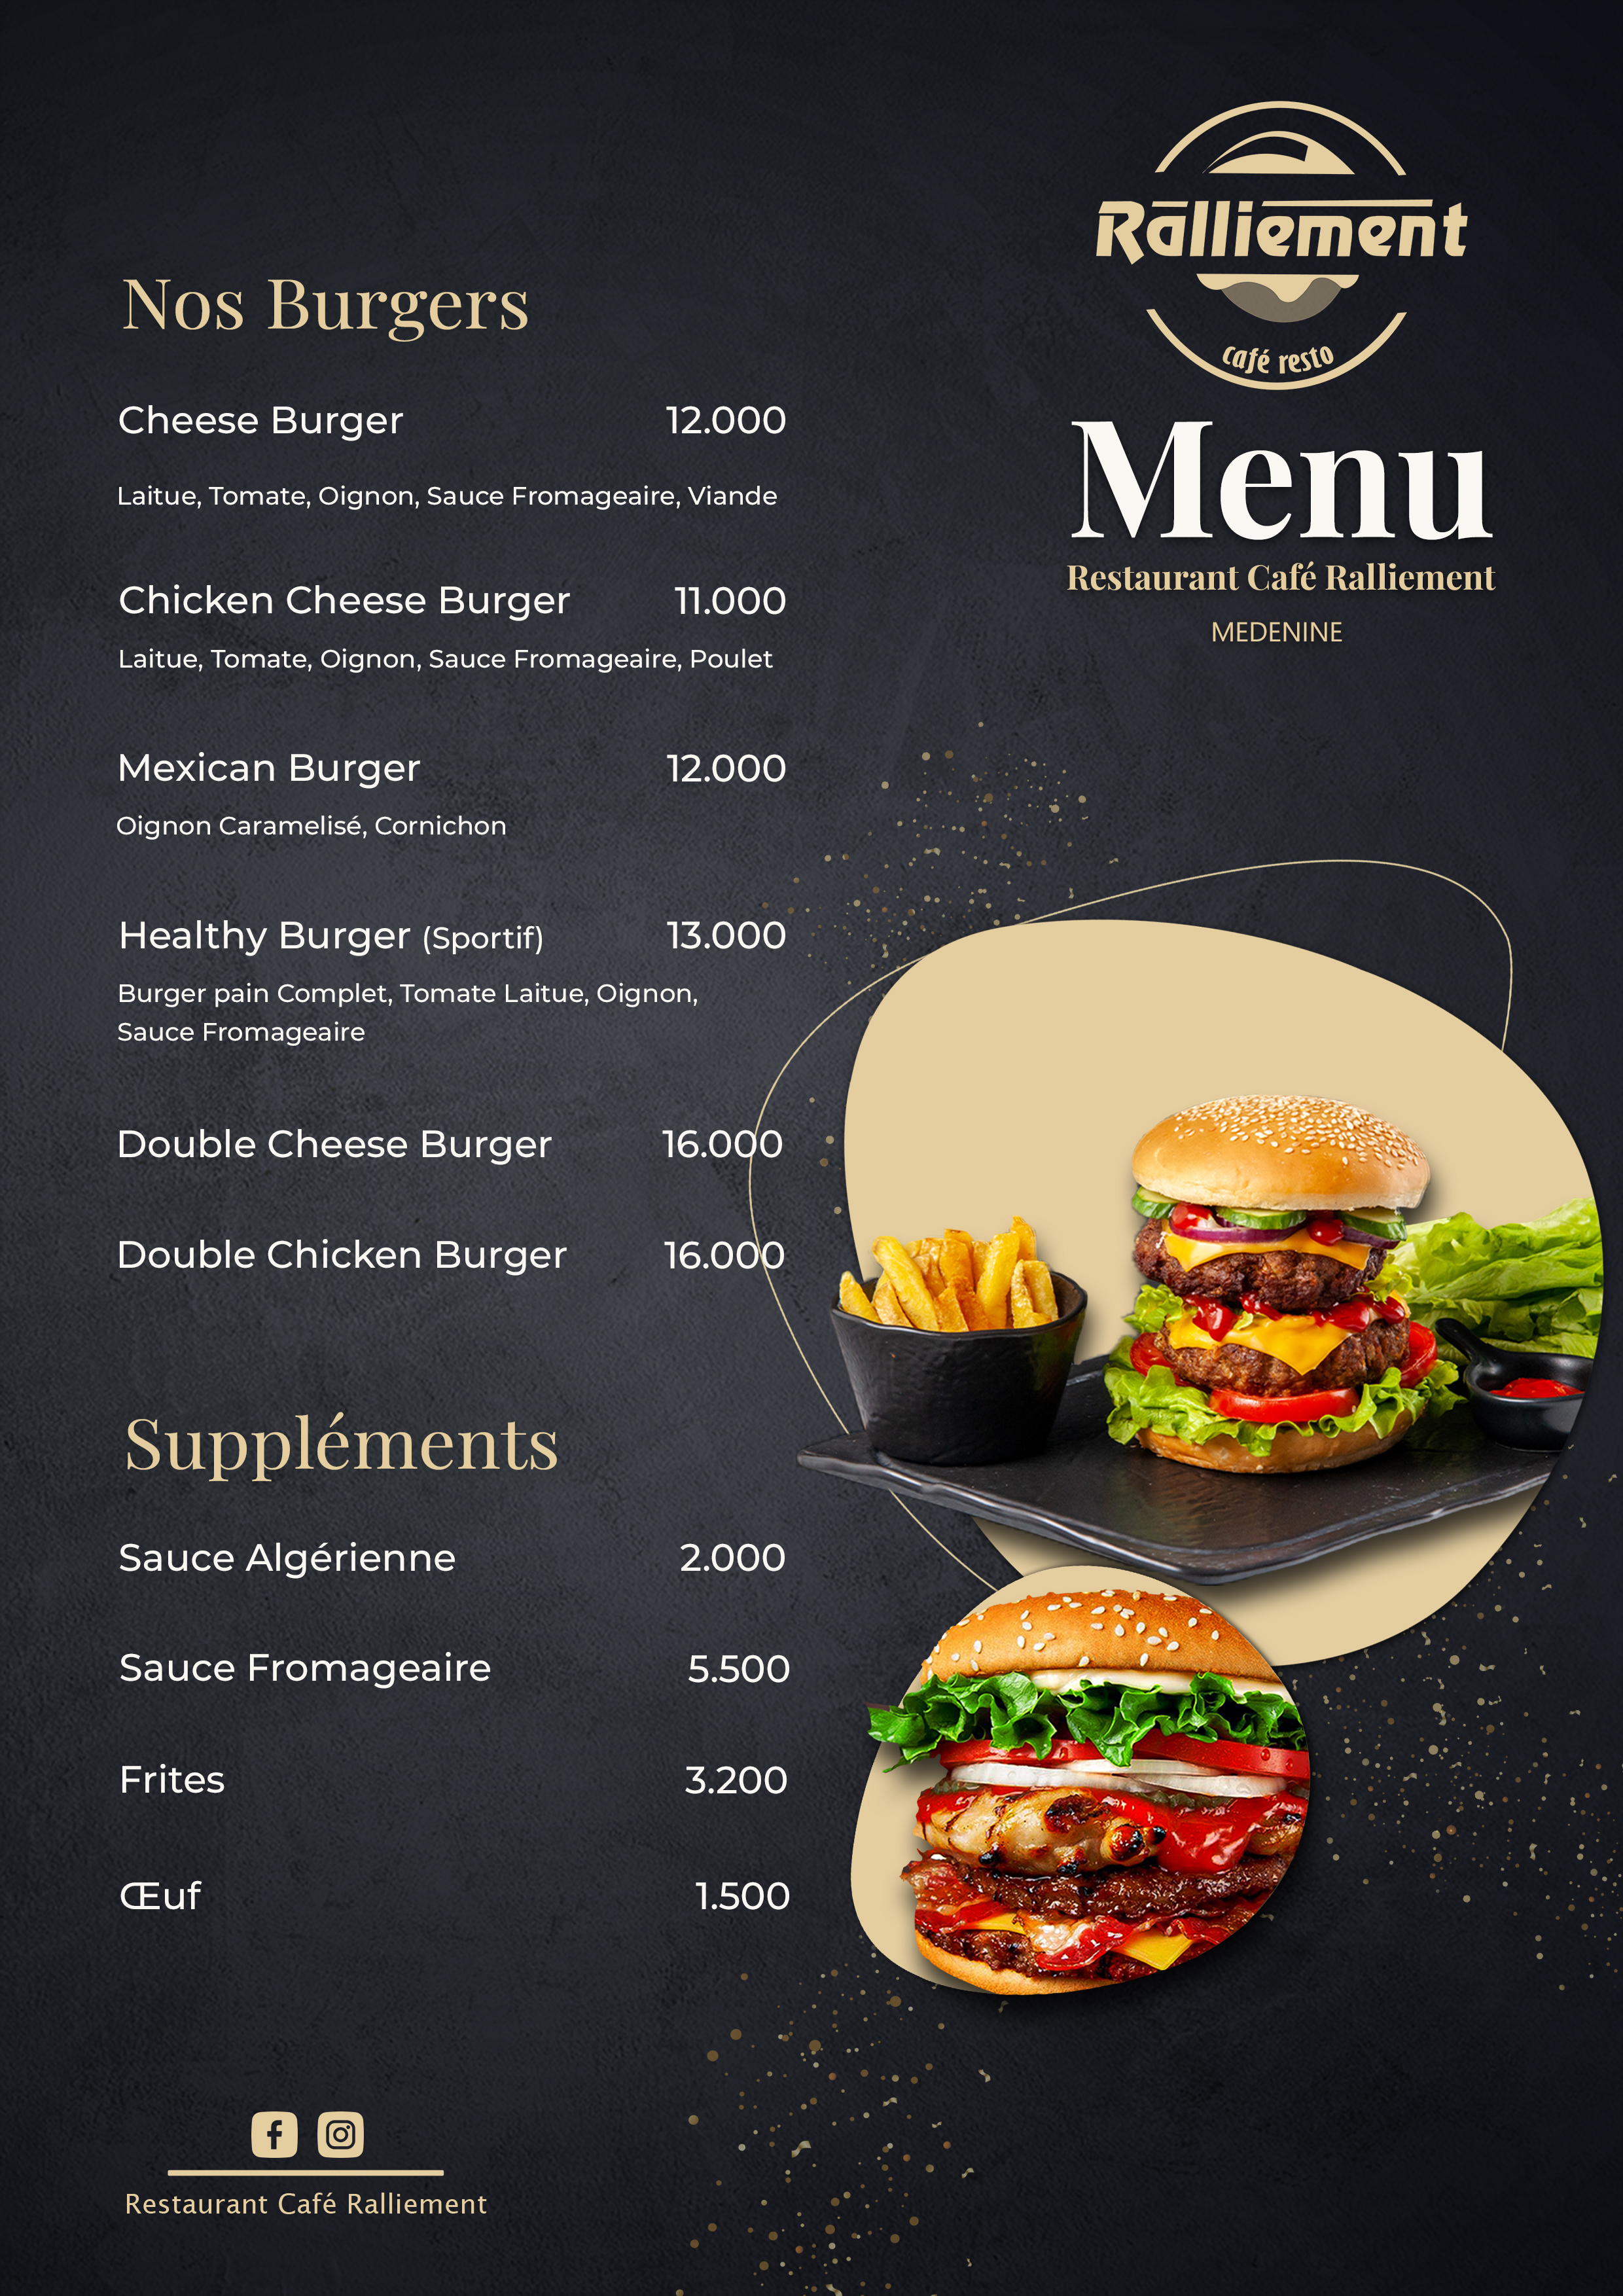 Ralliement
café resto
Menu
Restaurant Café Ralliement
MEDENINE
Nos Burgers
Cheese Burger 12.000
Laitue, Tomate, Oignon, Sauce Fromageaire, Viande
Chicken Cheese Burger 11.000
Laitue, Tomate, Oignon, Sauce Fromageaire, Poulet
Mexican Burger 12.000
Oignon Caramelisé, Cornichon
Healthy Burger (Sportif) 13.000
Burger pain Complet, Tomate Laitue, Oignon,
Sauce Fromageaire
Double Cheese Burger 16.000
Double Chicken Burger 16.000
Suppléments
Sauce Algérienne 2.000
Sauce Fromageaire 5.500
Frites 3.200
Œuf 1.500
Restaurant Café Ralliement